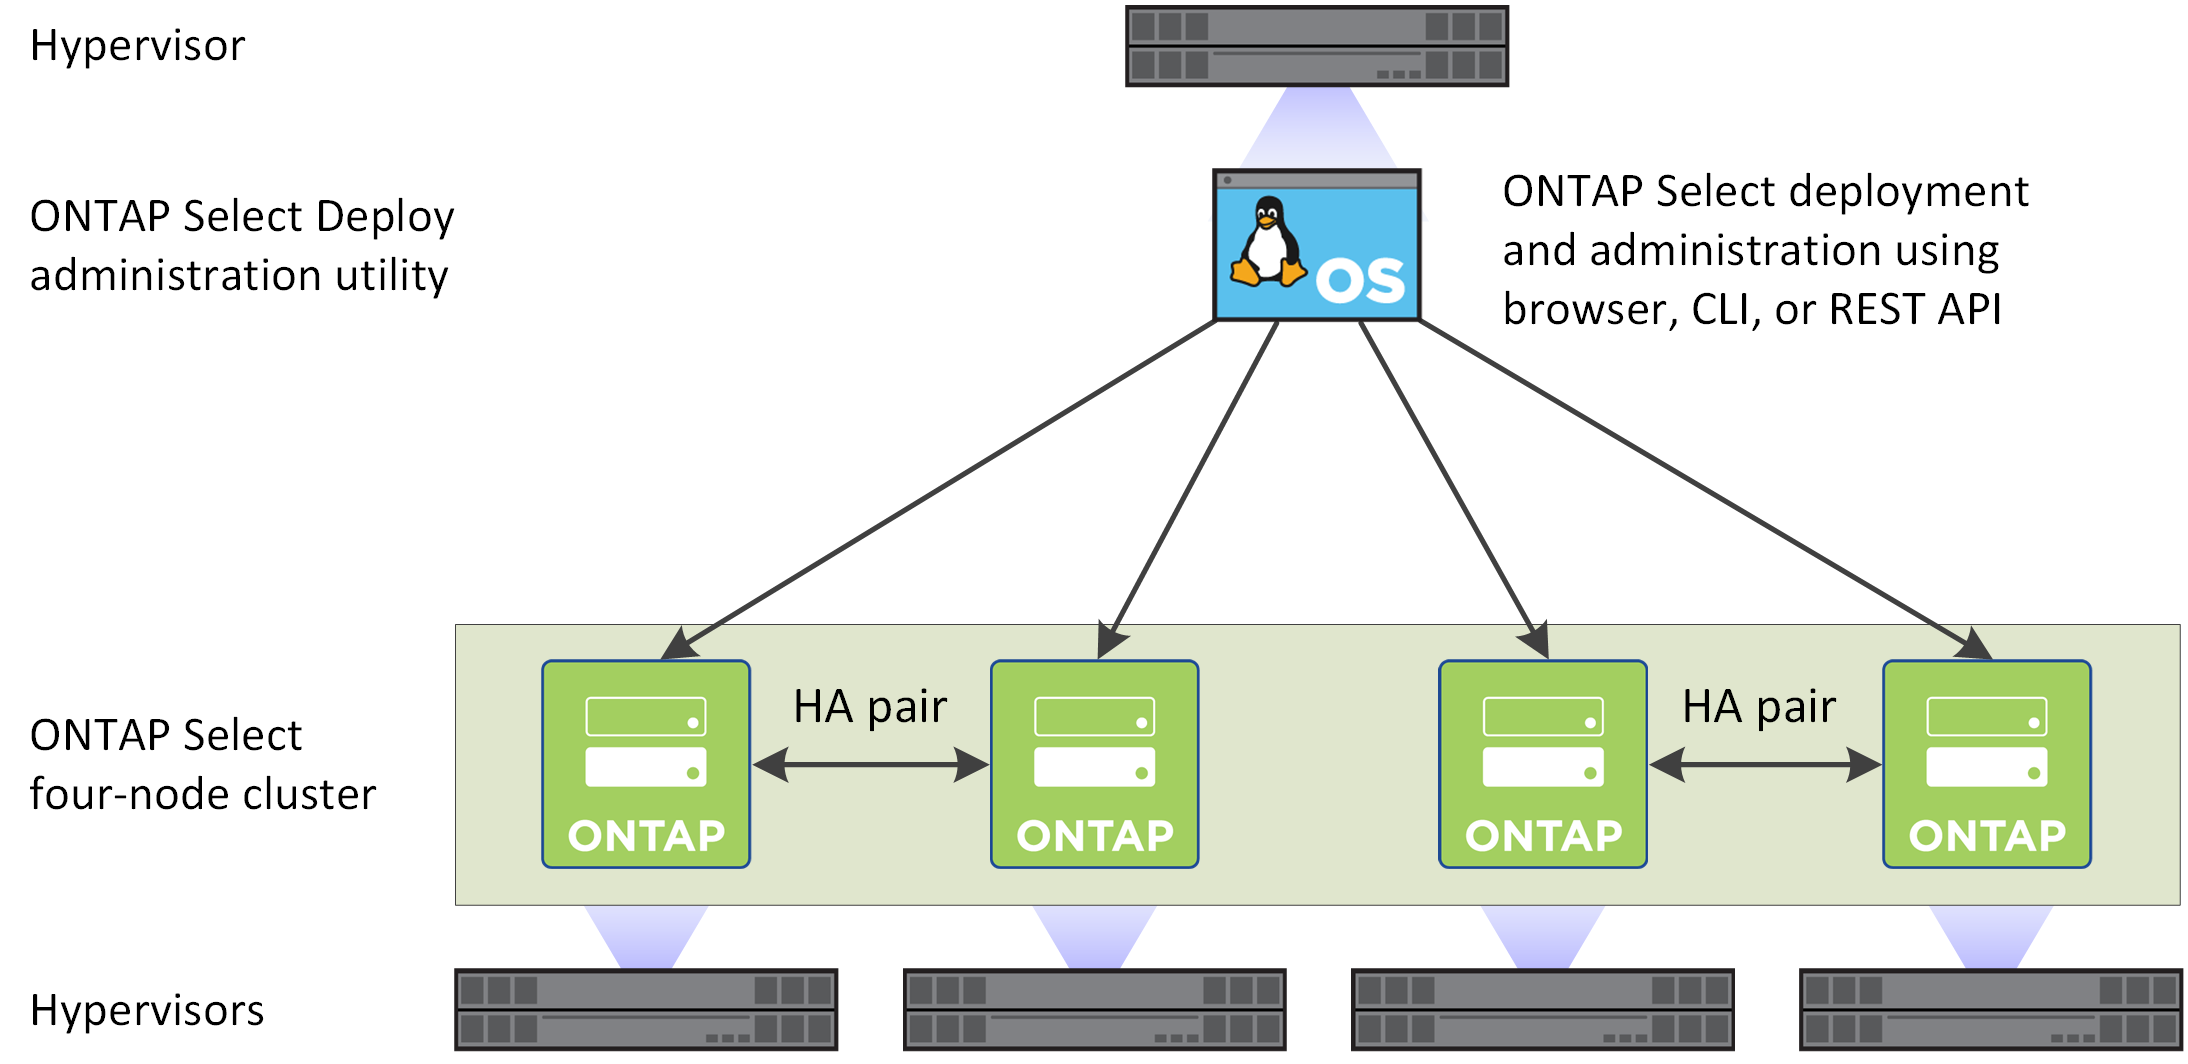 Hypervisor
ONTAP Select Deploy
administration utility
OS
ONTAP Select deployment
and administration using
browser, CLI, or REST API
ONTAP Select
four-node cluster
HA pair
HA pair
ONTAP
ONTAP
ONTAP
ONTAP
Hypervisors